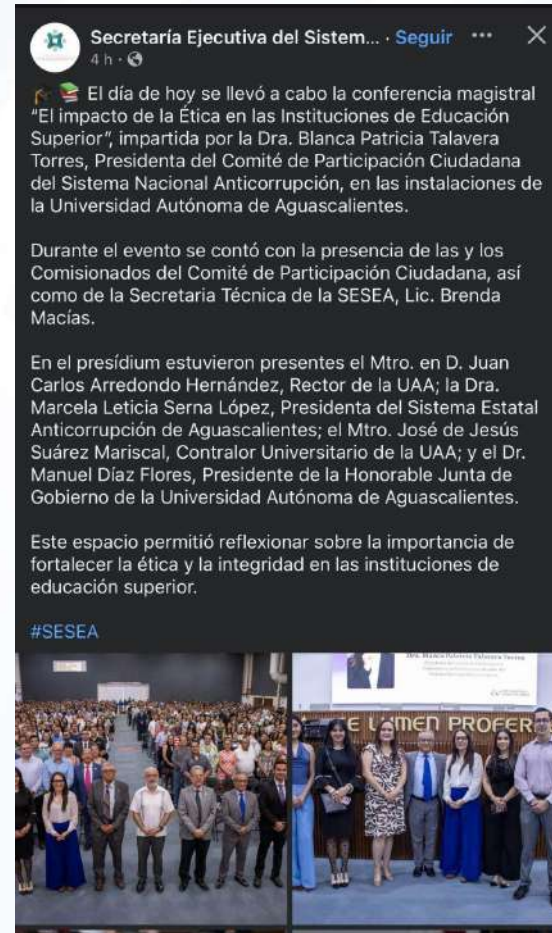 Secretaría Ejecutiva del Sistem... · Seguir
4 h ·
El día de hoy se llevó a cabo la conferencia magistral
"El impacto de la Ética en las Instituciones de Educación
Superior", impartida por la Dra. Blanca Patricia Talavera
Torres, Presidenta del Comité de Participación Ciudadana
del Sistema Nacional Anticorrupción, en las instalaciones de
la Universidad Autónoma de Aguascalientes.
Durante el evento se contó con la presencia de las y los
Comisionados del Comité de Participación Ciudadana, así
como de la Secretaria Técnica de la SESEA, Lic. Brenda
Macías.
En el presídium estuvieron presentes el Mtro. en D. Juan
Carlos Arredondo Hernández, Rector de la UAA; la Dra.
Marcela Leticia Serna López, Presidenta del Sistema Estatal
Anticorrupción de Aguascalientes; el Mtro. José de Jesús
Suárez Mariscal, Contralor Universitario de la UAA; y el Dr.
Manuel Díaz Flores, Presidente de la Honorable Junta de
Gobierno de la Universidad Autónoma de Aguascalientes.
Este espacio permitió reflexionar sobre la importancia de
fortalecer la ética y la integridad en las instituciones de
educación superior.
#SESEA
Dra. Blanca Patricia Talavera Torres
E LUMEN PROFER